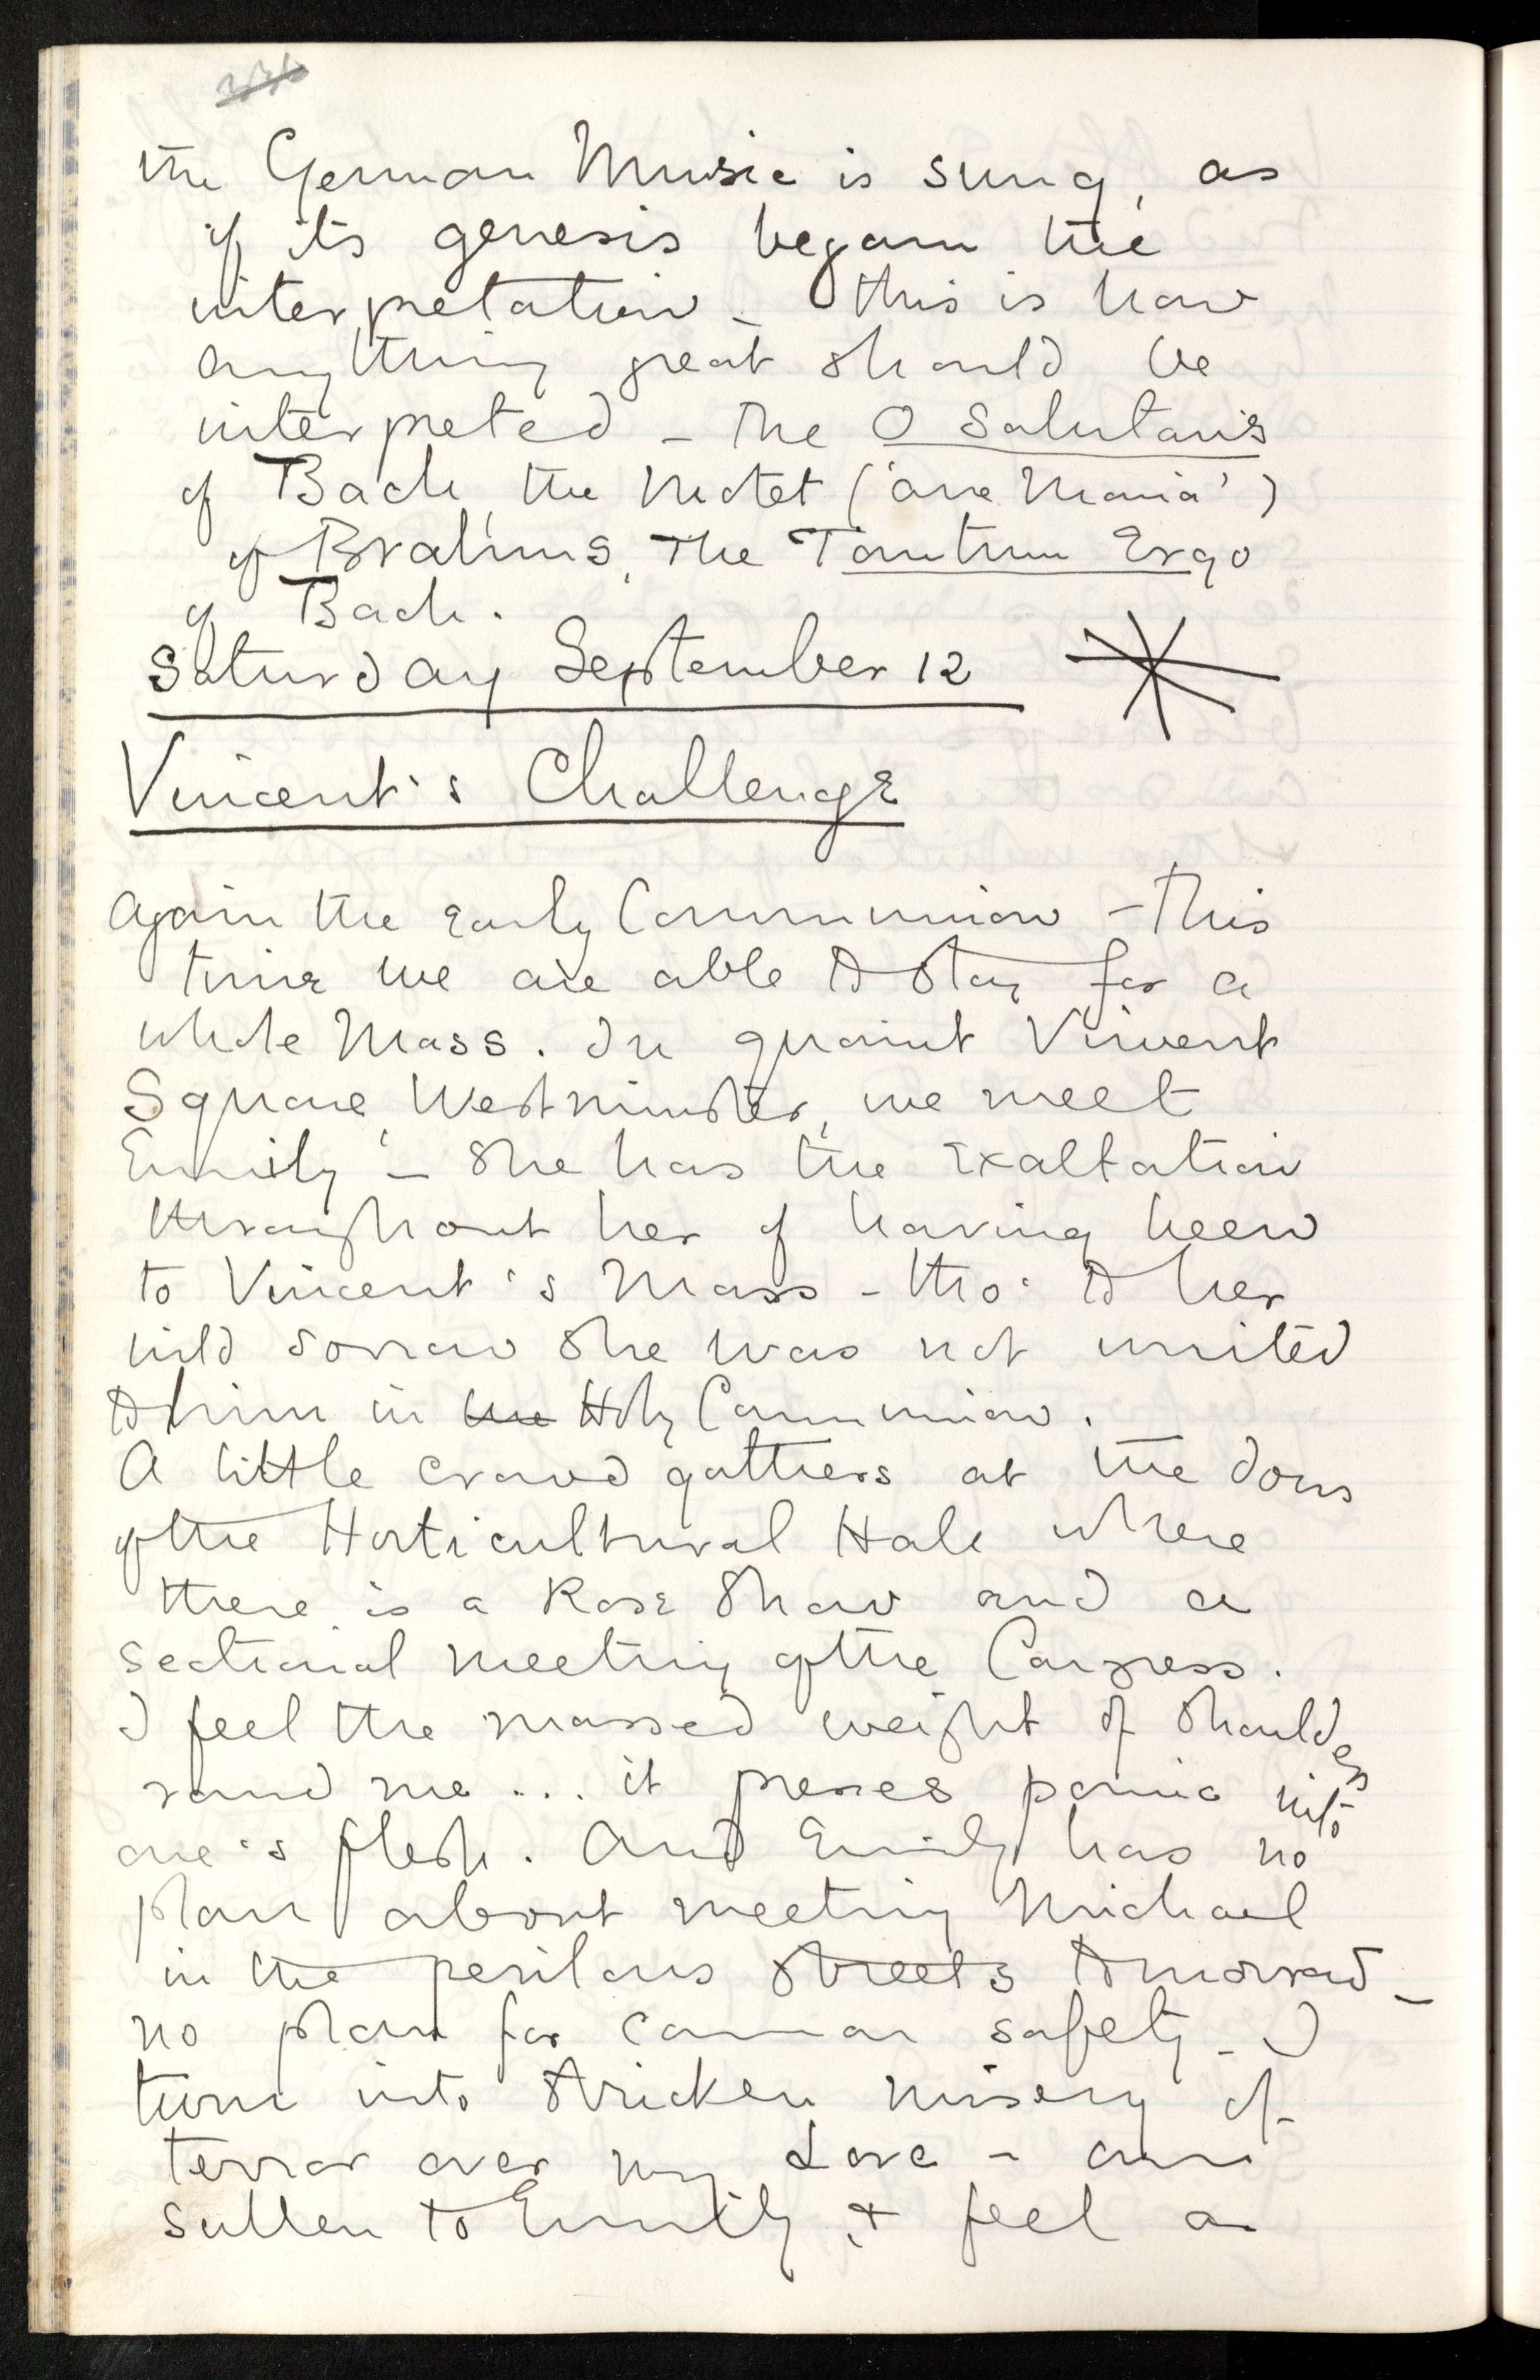 the German Music is sung, as
if its genesis began the
interpretation – this is how
anything great should be
interpreted – The O Salutaris
of Bach, the Motet ('ave Maria')
of Brahms, The Tantum Ergo
of Bach.
Saturday September 12
Vincent's Challenge
Again the Early Communion – This
time we are able to stay for a
whole Mass. In quaint Vincent
Square, Westminster, we meet
Emily – She has the Exaltation
throughout her of having been
to Vincent's Mass – tho' to her
wild sorrow she was not united
to him in the Holy Communion.
A little crowd gathers at the doors
of the Horticultural Hall where
there is a Rose Show and a
sectional meeting of the Congress.
I feel the massed weight of shoulders
round me ... it presses panic into
one's flesh. And Emily has no
plan about meeting Michael
in the perilous streets tomorrow –
no plan for common safety – I
turn into stricken misery of
terror over my Love – am
sullen to Emily, & feel a